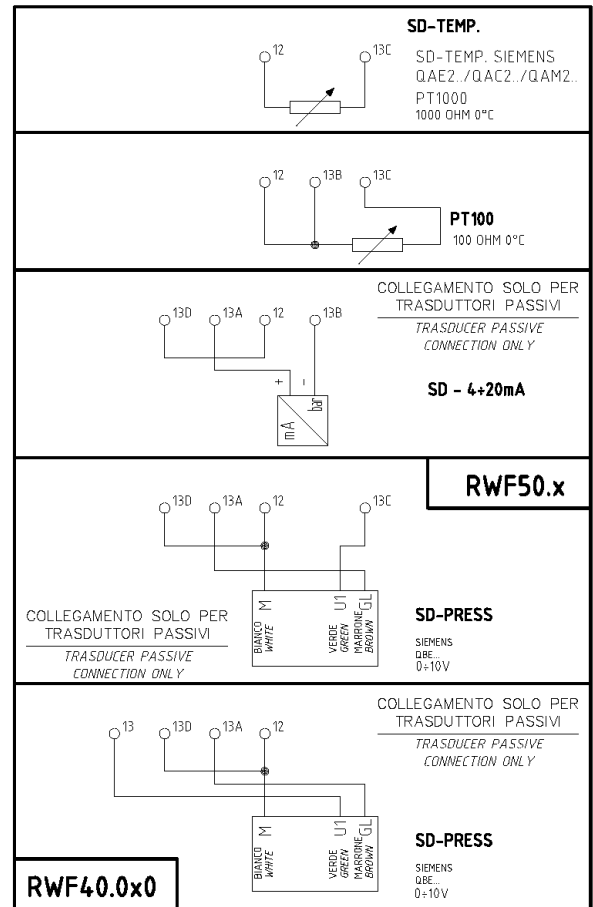 SD-TEMP.
12
13C
SD-TEMP. SIEMENS
QAE2../QAC2../QAM2..
PT1000
1000 OHM 0°C
12
13B
13C
PT100
100 OHM 0°C
COLLEGAMENTO SOLO PER
TRASDUTTORI PASSIVI
TRASDUCER PASSIVE
CONNECTION ONLY
13D
13A
12
13B
+
-
mA
bar
SD - 4÷20mA
RWF50.x
13D
13A
12
13C
M
U1
GL
BIANCO
WHITE
VERDE
GREEN
MARRONE
BROWN
COLLEGAMENTO SOLO PER
TRASDUTTORI PASSIVI
TRASDUCER PASSIVE
CONNECTION ONLY
SD-PRESS
SIEMENS
QBE...
0÷10V
COLLEGAMENTO SOLO PER
TRASDUTTORI PASSIVI
TRASDUCER PASSIVE
CONNECTION ONLY
13
13D
13A
12
M
U1
GL
BIANCO
WHITE
VERDE
GREEN
MARRONE
BROWN
SD-PRESS
SIEMENS
QBE...
0÷10V
RWF40.0x0